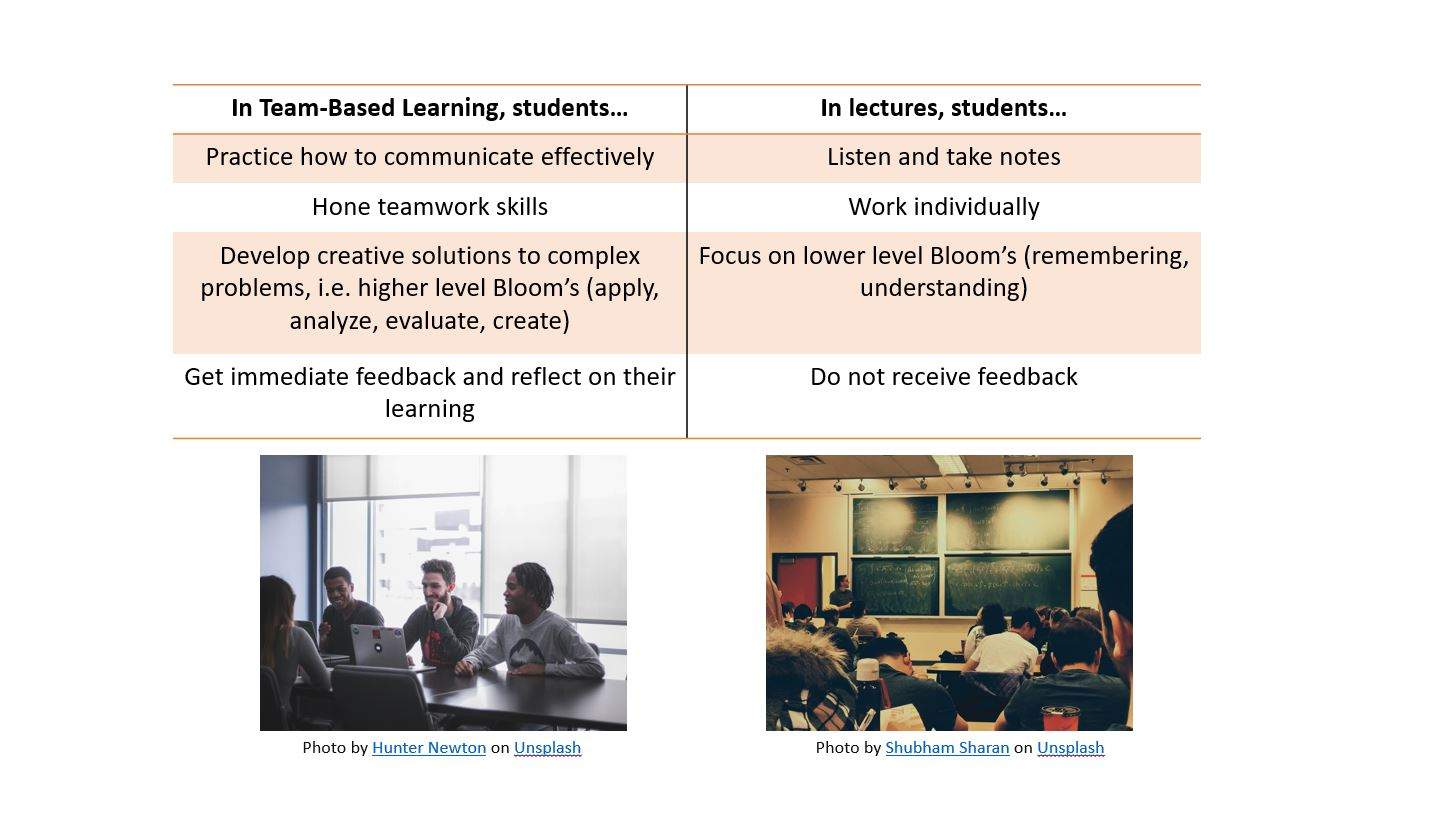 In Team-Based Learning, students…
In lectures, students…
Practice how to communicate effectively
Listen and take notes
Hone teamwork skills
Work individually
Develop creative solutions to complex
problems, i.e. higher level Bloom’s (apply,
analyze, evaluate, create)
Focus on lower level Bloom’s (remembering,
understanding)
Get immediate feedback and reflect on their
learning
Do not receive feedback
Photo by Hunter Newton on Unsplash
Photo by Shubham Sharan on Unsplash